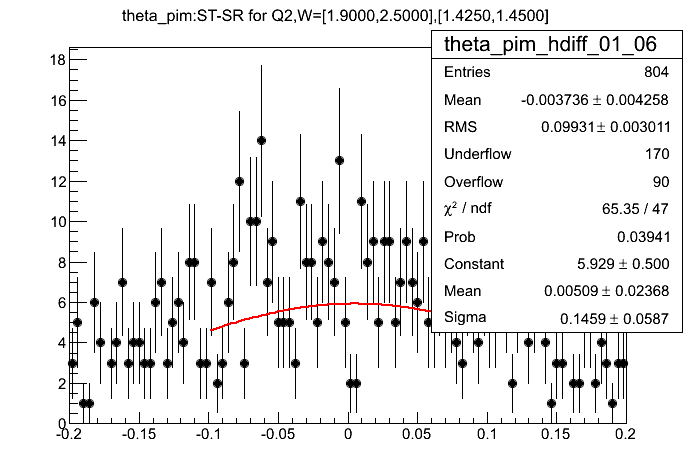 theta_pim:ST-SR for Q2,W=[1.9000,2.5000],[1.4250,1.4500]
theta_pim_hdiff_01_06
Entries 804
Mean -0.003736 ± 0.004258
RMS 0.09931 ± 0.003011
Underflow 170
Overflow 90
χ² / ndf 65.35 / 47
Prob 0.03941
Constant 5.929 ± 0.500
Mean 0.00509 ± 0.02368
Sigma 0.1459 ± 0.0587
18
16
14
12
10
8
6
4
2
0
-0.2 -0.15 -0.1 -0.05 0 0.05 0.1 0.15 0.2